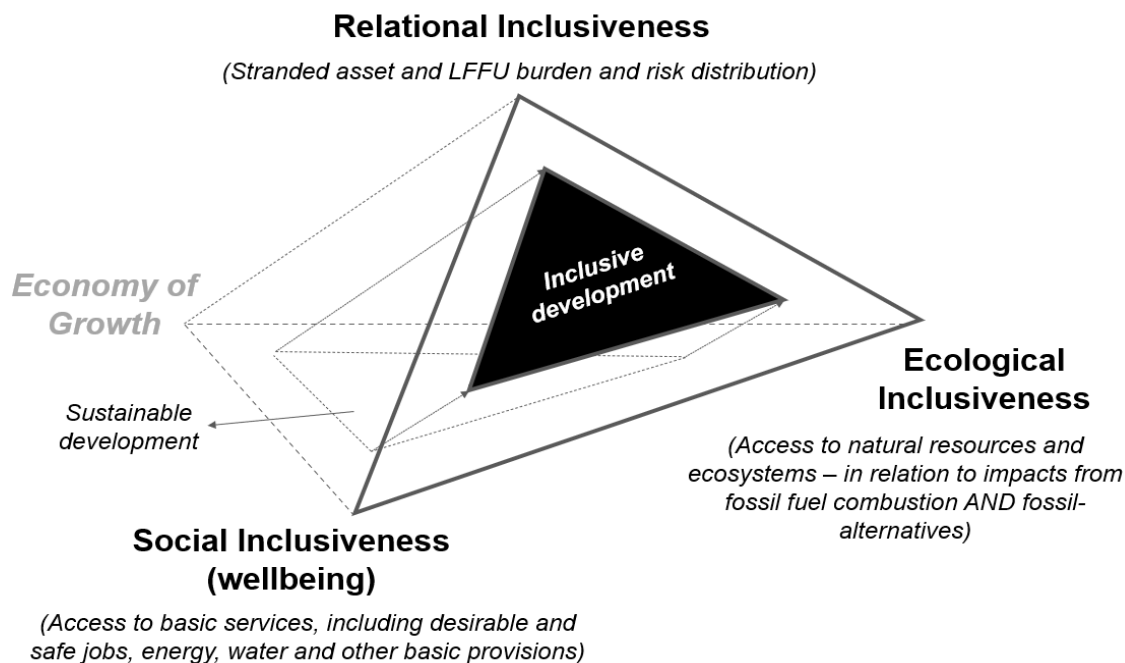 Relational Inclusiveness
(Stranded asset and LFFU burden and risk distribution)
Inclusive
development
Economy of
Growth
Sustainable
development
Ecological
Inclusiveness
(Access to natural resources and
ecosystems – in relation to impacts from
fossil fuel combustion AND fossil-
alternatives)
Social Inclusiveness
(wellbeing)
(Access to basic services, including desirable and
safe jobs, energy, water and other basic provisions)